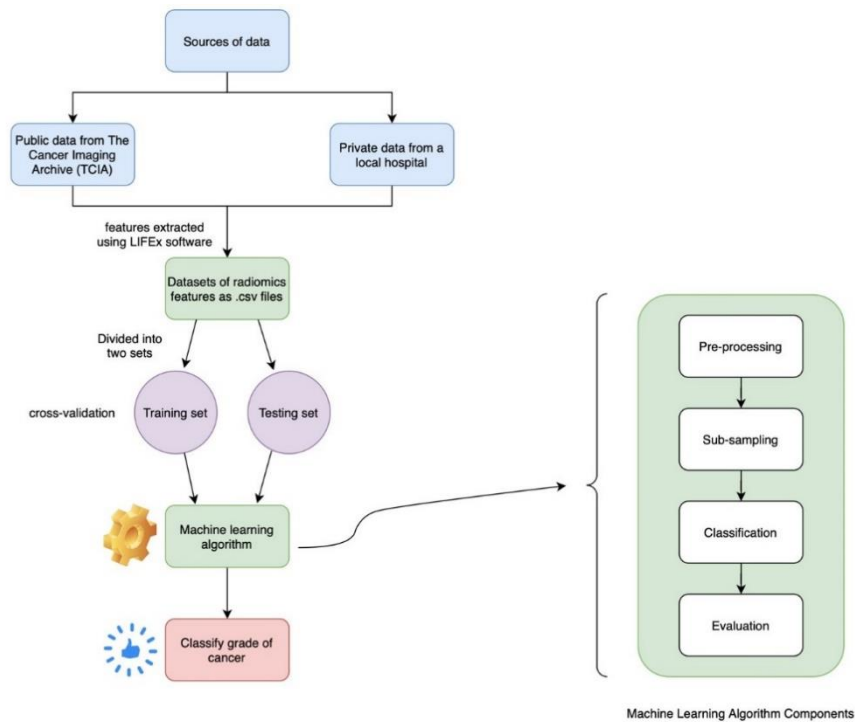 Sources of data
Public data from The
Cancer Imaging
Archive (TCIA)
Private data from a
local hospital
features extracted
using LIFEx software
Datasets of radiomics
features as .csv files
Divided into
two sets
cross-validation
Training set
Testing set
Machine learning
algorithm
Classify grade of
cancer
Pre-processing
Sub-sampling
Classification
Evaluation
Machine Learning Algorithm Components